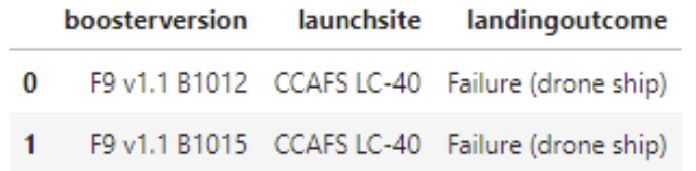 boosterversion launchsite landingoutcome
0 F9 v1.1 B1012 CCAFS LC-40 Failure (drone ship)
1 F9 v1.1 B1015 CCAFS LC-40 Failure (drone ship)